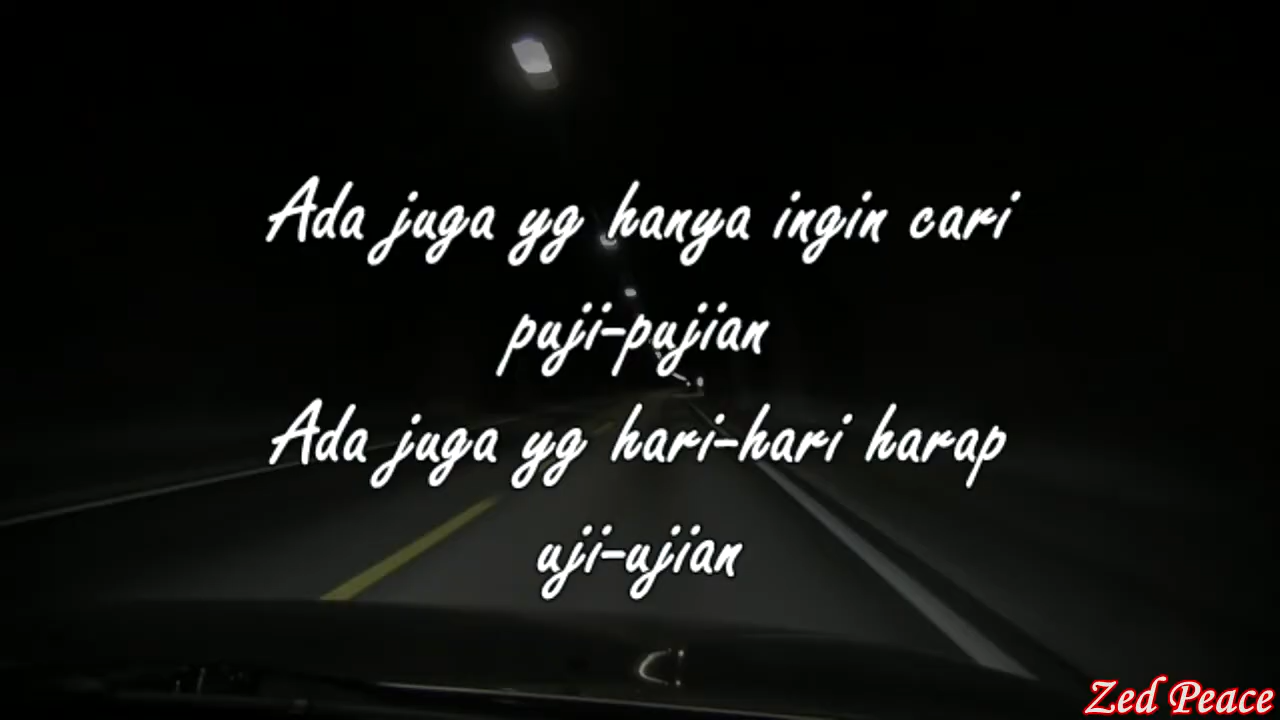 Ada juga yg hanya ingin cari
puji-pujian
Ada juga yg hari-hari harap
uji-ujian
Zed Peace